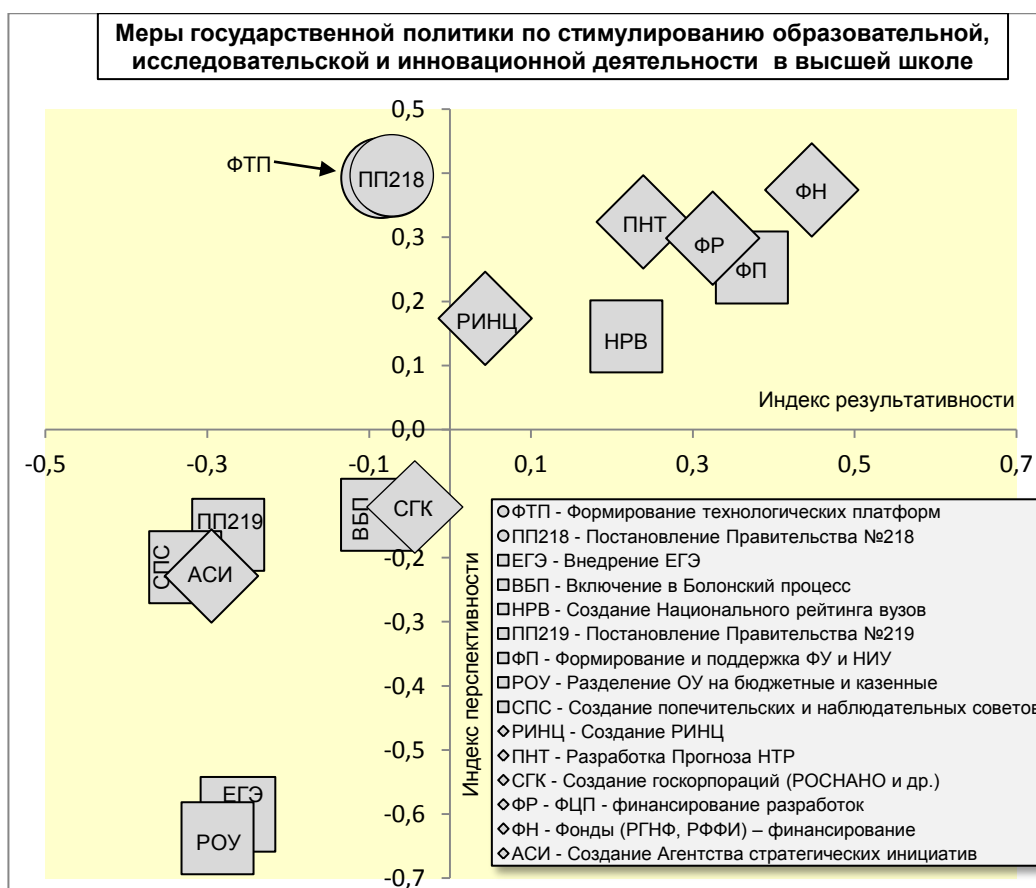 Меры государственной политики по стимулированию образовательной,
исследовательской и инновационной деятельности в высшей школе
0,5
ФТП
ПП218
ФН
ПНТ
ФР
0,3
ФП
0,2
РИНЦ
НРВ
0,1
Индекс результативности
0,0
-0,5
-0,3
-0,1
0,1
0,3
0,5
0,7
ВБП
СГК
ПП219
-0,2
СПС
АСИ
-0,3
-0,4
-0,5
-0,6
-0,7
ЕГЭ
РОУ
Индекс перспективности
ФТП - Формирование технологических платформ
ПП218 - Постановление Правительства №218
ЕГЭ - Внедрение ЕГЭ
ВБП - Включение в Болонский процесс
НРВ - Создание Национального рейтинга вузов
ПП219 - Постановление Правительства №219
ФП - Формирование и поддержка ФУ и НИУ
РОУ - Разделение ОУ на бюджетные и казенные
СПС - Создание попечительских и наблюдательных советов
РИНЦ - Создание РИНЦ
ПНТ - Разработка Прогноза НТР
СГК - Создание госкорпораций (РОСНАНО и др.)
ФР - ФЦП - финансирование разработок
ФН - Фонды (РГНФ, РФФИ) – финансирование
АСИ - Создание Агентства стратегических инициатив